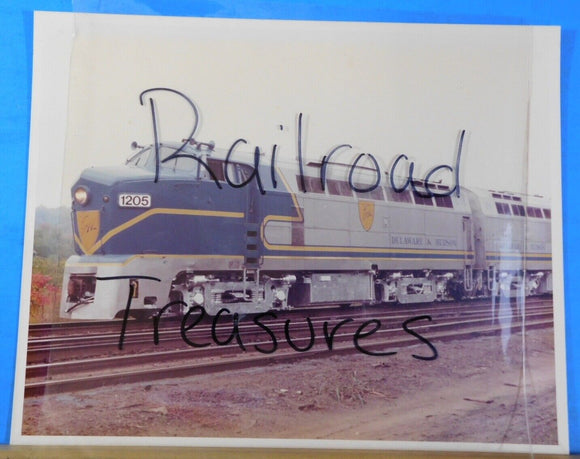 Railroad
1205
DELAWARE & HUDSON
Treasures